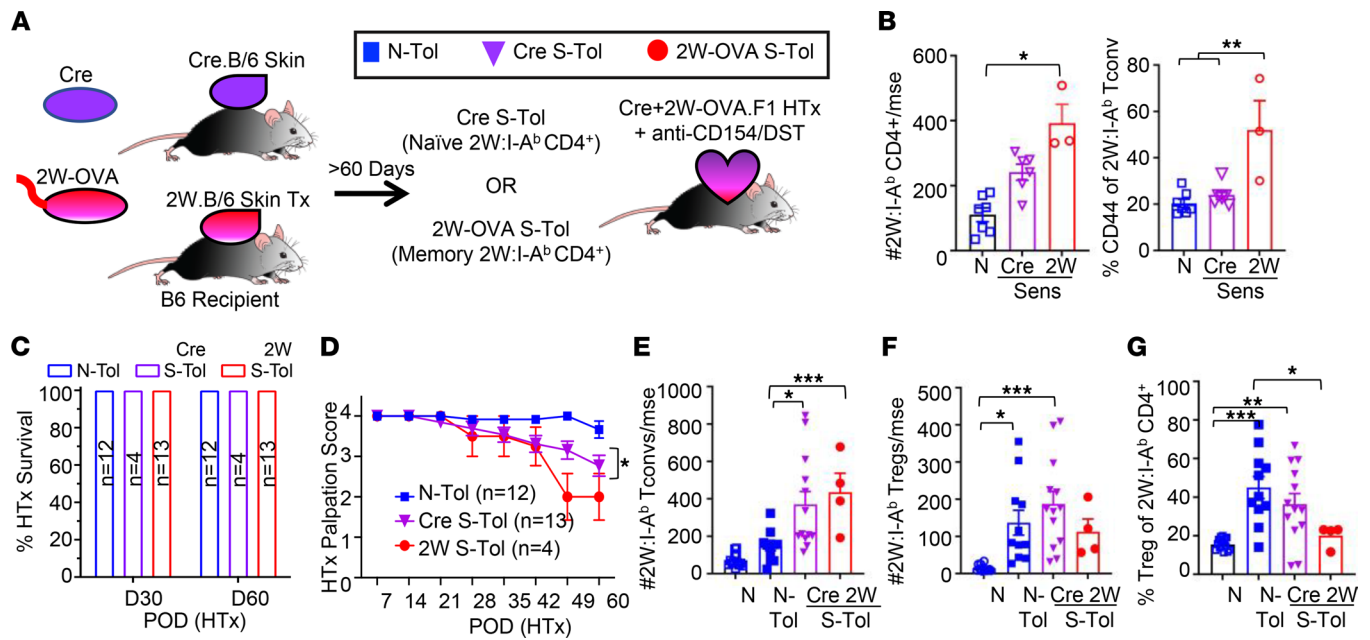 A
Cre
Cre.B/6 Skin
2W-OVA
2W.B/6 Skin Tx
B6 Recipient
>60 Days
N-Tol Cre S-Tol 2W-OVA S-Tol
Cre S-Tol
(Naïve 2W:I-Aᵇ CD4⁺)
OR
2W-OVA S-Tol
(Memory 2W:I-Aᵇ CD4⁺)
Cre+2W-OVA.F1 HTx
+ anti-CD154/DST
B
#2W:I-Aᵇ CD4+/mse
600
400
200
0
*
N Cre 2W
Sens
% CD44 of 2W:I-Aᵇ Tconv
80
60
40
20
0
**
N Cre 2W
Sens
C
Cre 2W
N-Tol S-Tol S-Tol
% HTx Survival
100
80
60
40
20
0
n=12 n=4 n=13 n=12 n=4 n=13
D30 D60
POD (HTx)
D
HTx Palpation Score
4
3
2
1
0
*
N-Tol (n=12)
Cre S-Tol (n=13)
2W S-Tol (n=4)
7 14 21 28 35 42 49 60
POD (HTx)
E
#2W:I-Aᵇ Tconvs/mse
1000
800
600
400
200
0
***
*
N N- Cre 2W
Tol S-Tol
F
#2W:I-Aᵇ Tregs/mse
500
400
300
200
100
0
***
*
N N- Cre 2W
Tol S-Tol
G
% Treg of 2W:I-Aᵇ CD4⁺
100
80
60
40
20
0
*
**
***
N N- Cre 2W
Tol S-Tol